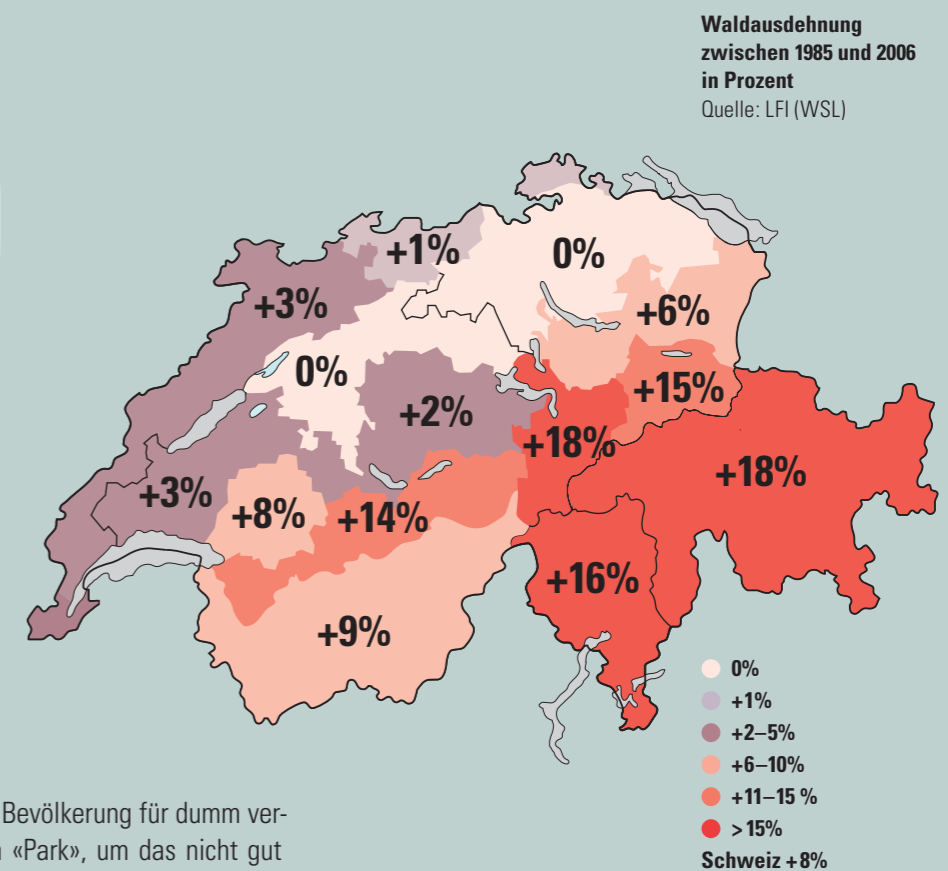 Waldausdehnung
zwischen 1985 und 2006
in Prozent
Quelle: LFI (WSL)
+1%
0%
+3%
+6%
0%
+15%
+2%
+18%
+18%
+3%
+8%
+14%
+16%
+9%
0%
+1%
+2–5%
+6–10%
+11–15 %
> 15%
Schweiz +8%
Bevölkerung für dumm ver-
«Park», um das nicht gut